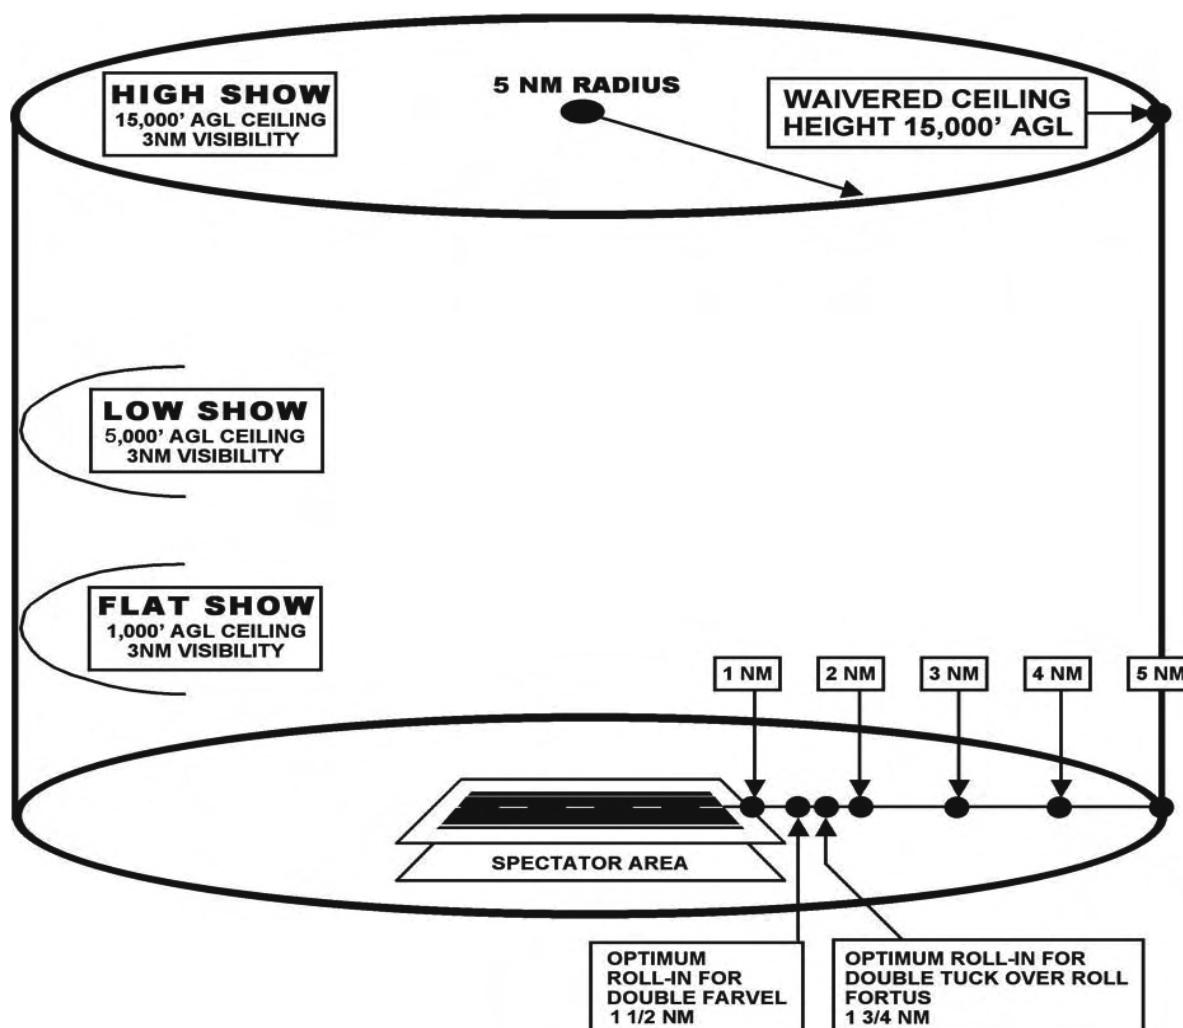 HIGH SHOW
15,000' AGL CEILING
3NM VISIBILITY
5 NM RADIUS
WAIVERED CEILING
HEIGHT 15,000' AGL
LOW SHOW
5,000' AGL CEILING
3NM VISIBILITY
FLAT SHOW
1,000' AGL CEILING
3NM VISIBILITY
1 NM
2 NM
3 NM
4 NM
5 NM
SPECTATOR AREA
OPTIMUM
ROLL-IN FOR
DOUBLE FARVEL
1 1/2 NM
OPTIMUM ROLL-IN FOR
DOUBLE TUCK OVER ROLL
FORTUS
1 3/4 NM